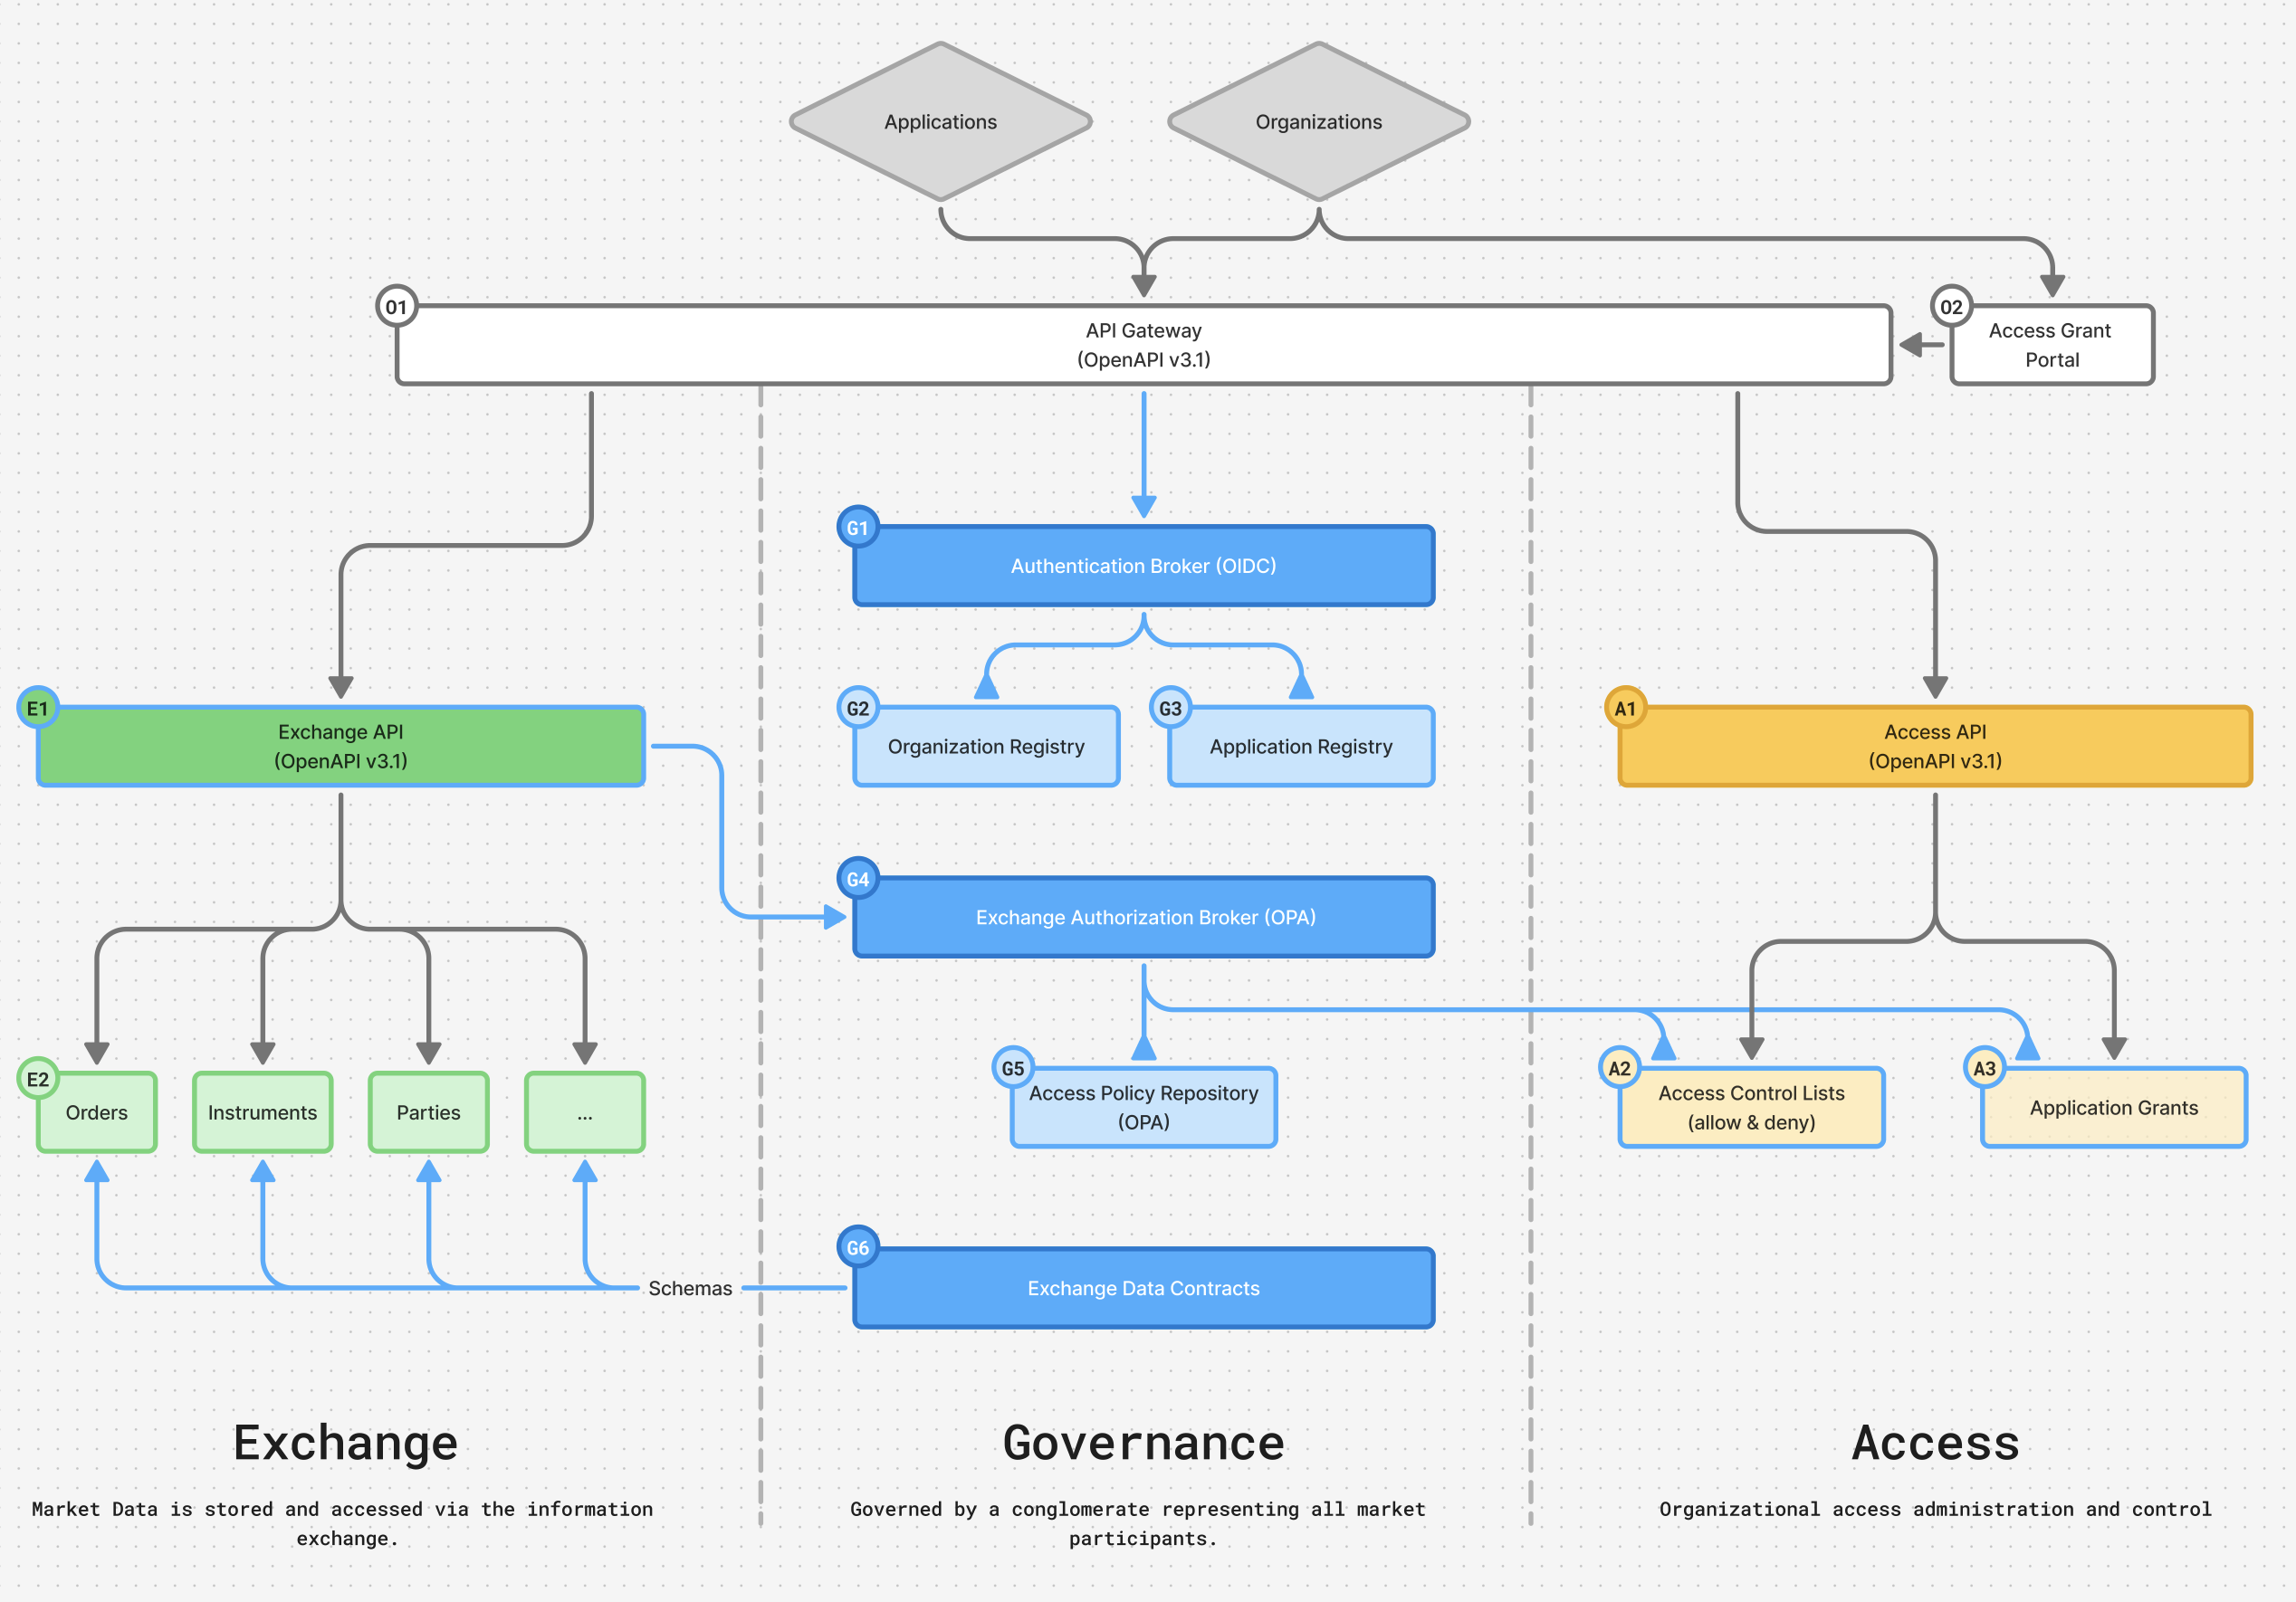 Applications
Organizations
01
API Gateway
(OpenAPI v3.1)
02
Access Grant
Portal
G1
Authentication Broker (OIDC)
E1
Exchange API
(OpenAPI v3.1)
G2
Organization Registry
G3
Application Registry
A1
Access API
(OpenAPI v3.1)
G4
Exchange Authorization Broker (OPA)
E2
Orders
Instruments
Parties
...
G5
Access Policy Repository
(OPA)
A2
Access Control Lists
(allow & deny)
A3
Application Grants
Schemas
G6
Exchange Data Contracts
Exchange
Market Data is stored and accessed via the information
exchange.
Governance
Governed by a conglomerate representing all market
participants.
Access
Organizational access administration and control